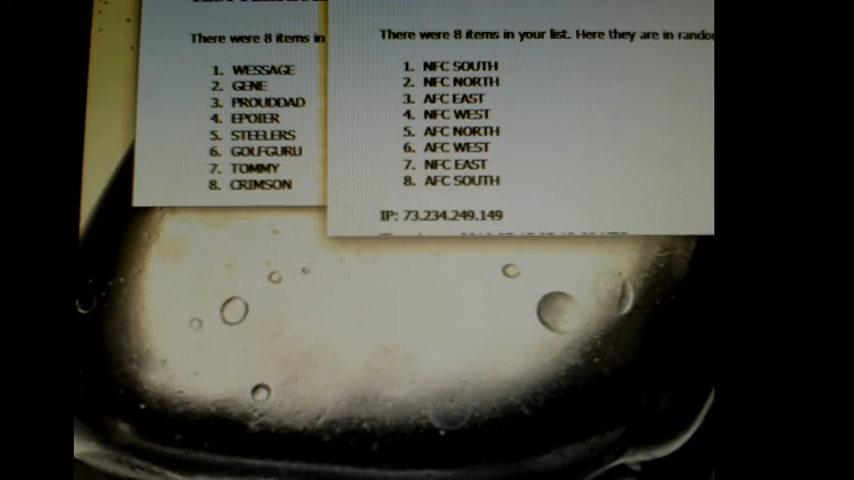 There were 8 items in
1. WESSAGE
2. GENE
3. PROUDDAD
4. EPOIER
5. STEELERS
6. GOLFGURU
7. TOMMY
8. CRIMSON
There were 8 items in your list. Here they are in random
1. NFC SOUTH
2. NFC NORTH
3. AFC EAST
4. NFC WEST
5. AFC NORTH
6. AFC WEST
7. NFC EAST
8. AFC SOUTH
IP: 73.234.249.149